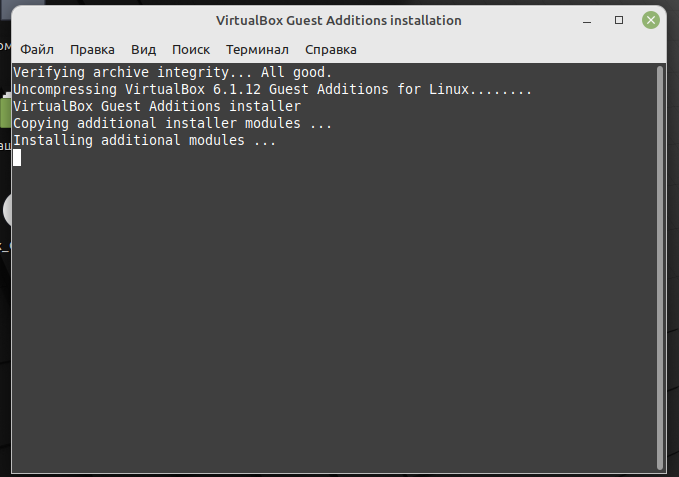 VirtualBox Guest Additions installation
Файл Правка Вид Поиск Терминал Справка
Verifying archive integrity... All good.
Uncompressing VirtualBox 6.1.12 Guest Additions for Linux........
VirtualBox Guest Additions installer
Copying additional installer modules ...
Installing additional modules ...